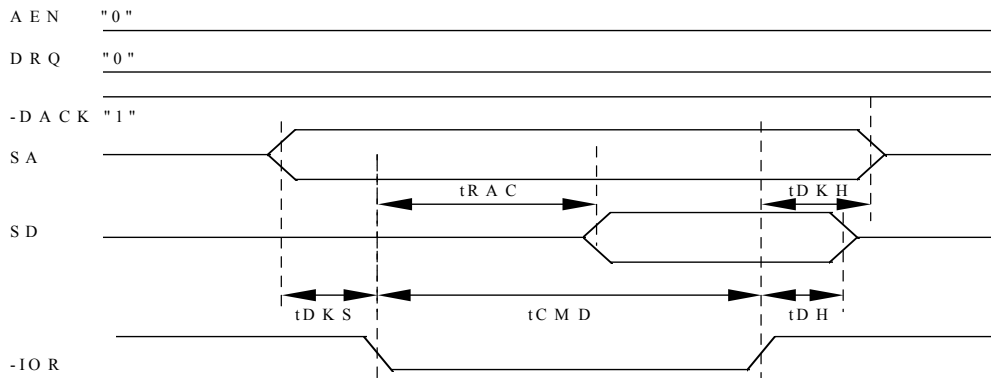 AEN "0"
DRQ "0"
-DACK "1"
SA
tRAC
tDKH
SD
tDKS
tCMD
tDH
-IOR